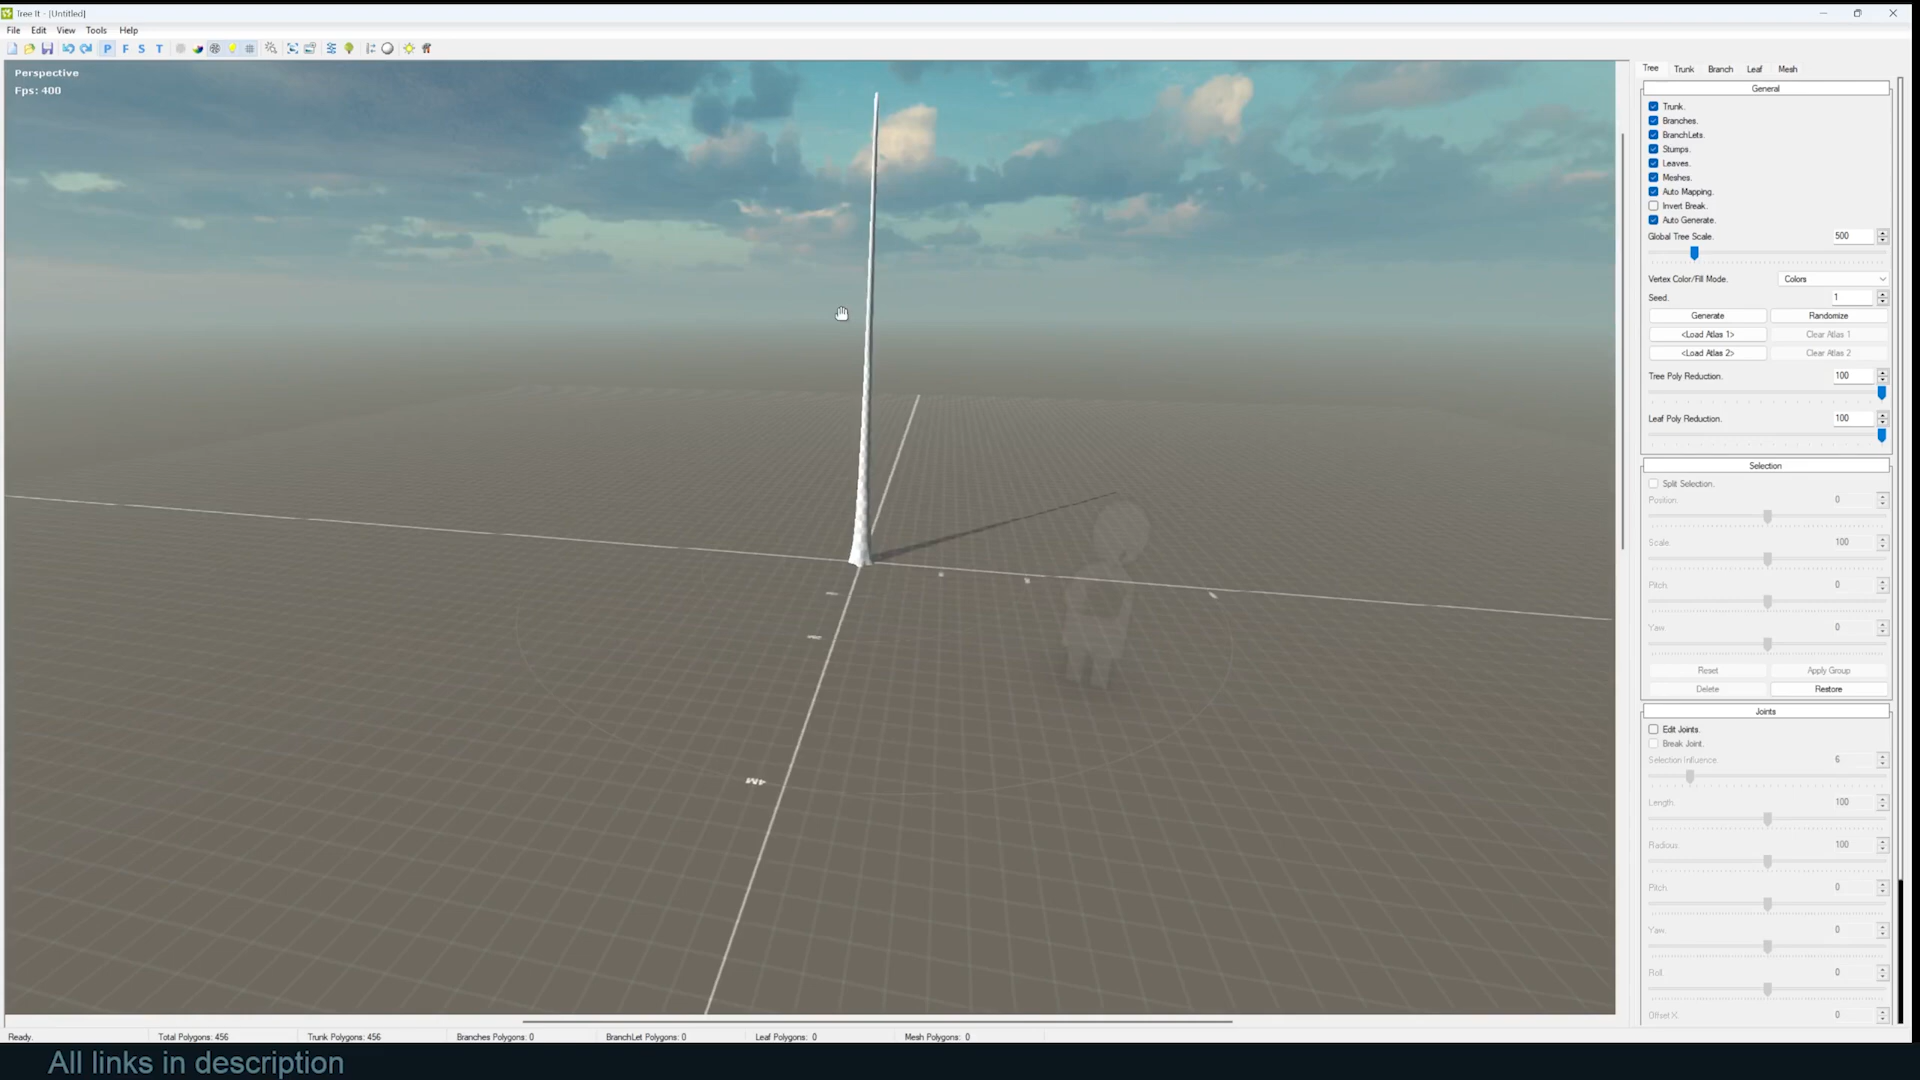 Tree It - [Untitled]
File Edit View Tools Help
P F S T
Perspective
Fps: 400
4M
Tree Trunk Branch Leaf Mesh
General
Trunk.
Branches.
BranchLets.
Stumps.
Leaves.
Meshes.
Auto Mapping.
Invert Break.
Auto Generate.
Global Tree Scale. 500
Vertex Color/Fill Mode. Colors
Seed. 1
Generate Randomize
<Load Atlas 1> Clear Atlas 1
<Load Atlas 2> Clear Atlas 2
Tree Poly Reduction. 100
Leaf Poly Reduction. 100
Selection
Split Selection.
Position. 0
Scale. 100
Pitch. 0
Yaw. 0
Reset Apply Group
Delete Restore
Joints
Edit Joints.
Break Joint.
Selection Influence. 6
Length. 100
Radious. 100
Pitch. 0
Yaw. 0
Roll. 0
Offset X. 0
Ready. Total Polygons: 456 Trunk Polygons: 456 Branches Polygons: 0 BranchLet Polygons: 0 Leaf Polygons: 0 Mesh Polygons: 0
All links in description